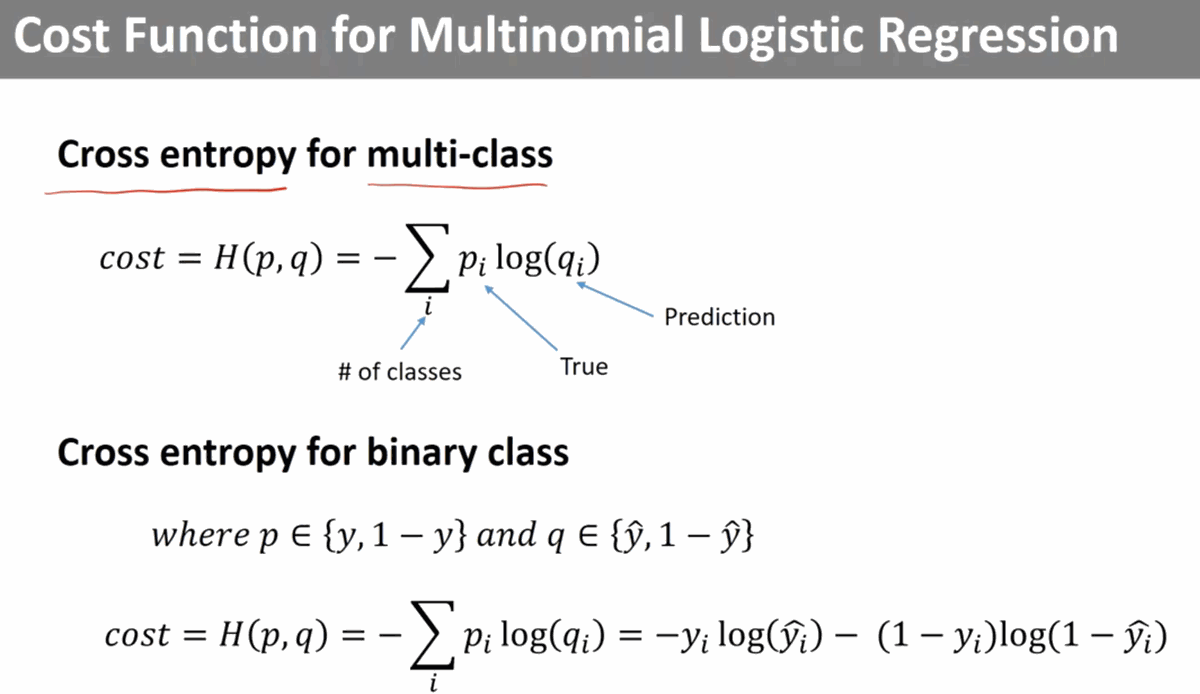 Cost Function for Multinomial Logistic Regression
Cross entropy for multi-class
cost = H(p, q) = − ∑ᵢ pᵢ log(qᵢ)
Prediction
# of classes
True
Cross entropy for binary class
where p ∈ {y, 1 − y} and q ∈ {ŷ, 1 − ŷ}
cost = H(p, q) = − ∑ᵢ pᵢ log(qᵢ) = −yᵢ log(ŷᵢ) − (1 − yᵢ)log(1 − ŷᵢ)